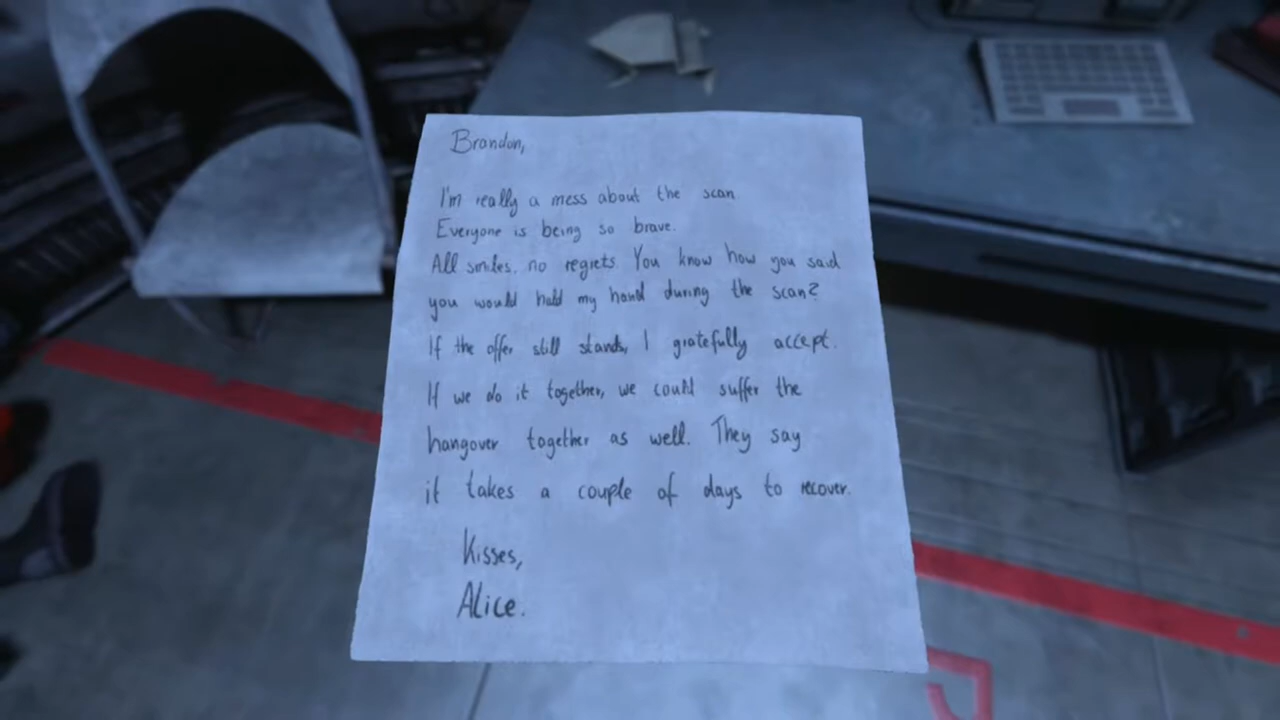 Brandon,
I'm really a mess about the scan
Everyone is being so brave.
All smiles, no regrets. You know how you said
you would hold my hand during the scan?
If the offer still stands, I gratefully accept.
If we do it together, we could suffer the
hangover together as well. They say
it takes a couple of days to recover.
Kisses,
Alice.